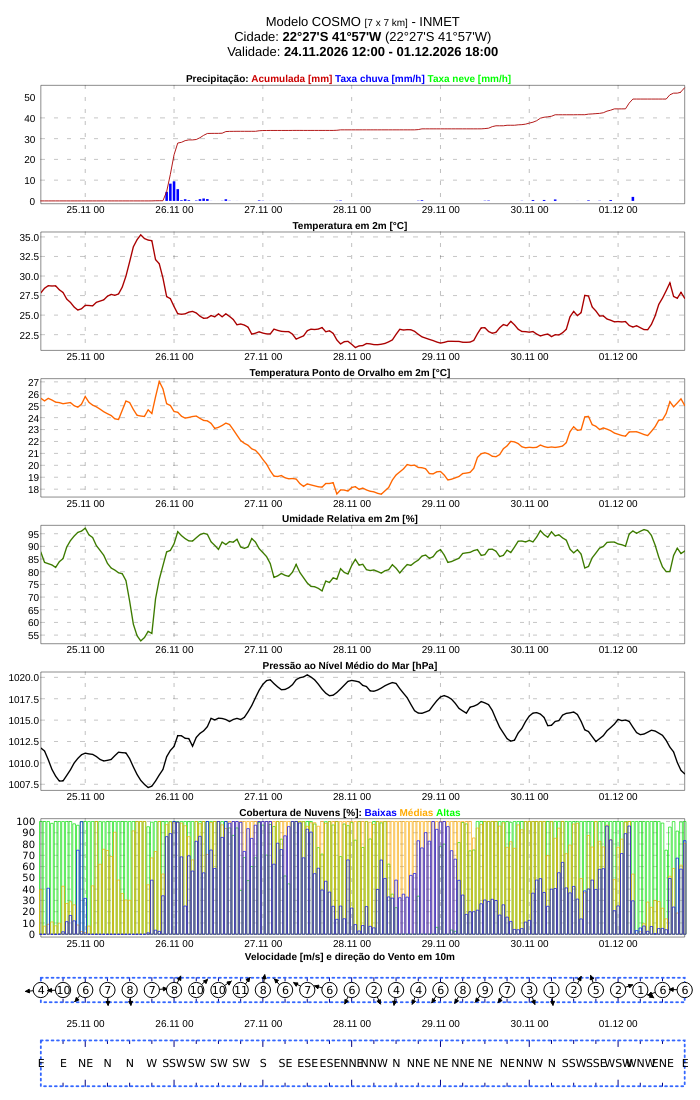 Modelo COSMO [7 x 7 km] - INMET
Cidade: 22°27'S 41°57'W (22°27'S 41°57'W)
Validade: 24.11.2026 12:00 - 01.12.2026 18:00
Precipitação: Acumulada [mm] Taxa chuva [mm/h] Taxa neve [mm/h]
50
40
30
20
10
0
25.11 00 26.11 00 27.11 00 28.11 00 29.11 00 30.11 00 01.12 00
Temperatura em 2m [°C]
35.0
32.5
30.0
27.5
25.0
22.5
25.11 00 26.11 00 27.11 00 28.11 00 29.11 00 30.11 00 01.12 00
Temperatura Ponto de Orvalho em 2m [°C]
27
26
25
24
23
22
21
20
19
18
25.11 00 26.11 00 27.11 00 28.11 00 29.11 00 30.11 00 01.12 00
Umidade Relativa em 2m [%]
95
90
85
80
75
70
65
60
55
25.11 00 26.11 00 27.11 00 28.11 00 29.11 00 30.11 00 01.12 00
Pressão ao Nível Médio do Mar [hPa]
1020.0
1017.5
1015.0
1012.5
1010.0
1007.5
25.11 00 26.11 00 27.11 00 28.11 00 29.11 00 30.11 00 01.12 00
Cobertura de Nuvens [%]: Baixas Médias Altas
100
90
80
70
60
50
40
30
20
10
0
25.11 00 26.11 00 27.11 00 28.11 00 29.11 00 30.11 00 01.12 00
Velocidade [m/s] e direção do Vento em 10m
4 10 6 7 8 7 8 10 10 11 8 6 7 6 6 2 4 4 6 8 9 7 3 1 2 5 2 1 6 6
25.11 00 26.11 00 27.11 00 28.11 00 29.11 00 30.11 00 01.12 00
E E NE N N W SSW SW SW SW S SE ESE ESE NNE NNW N NNE NE NNE NE NE NNW N SSW SSE WSW WNW ENE E